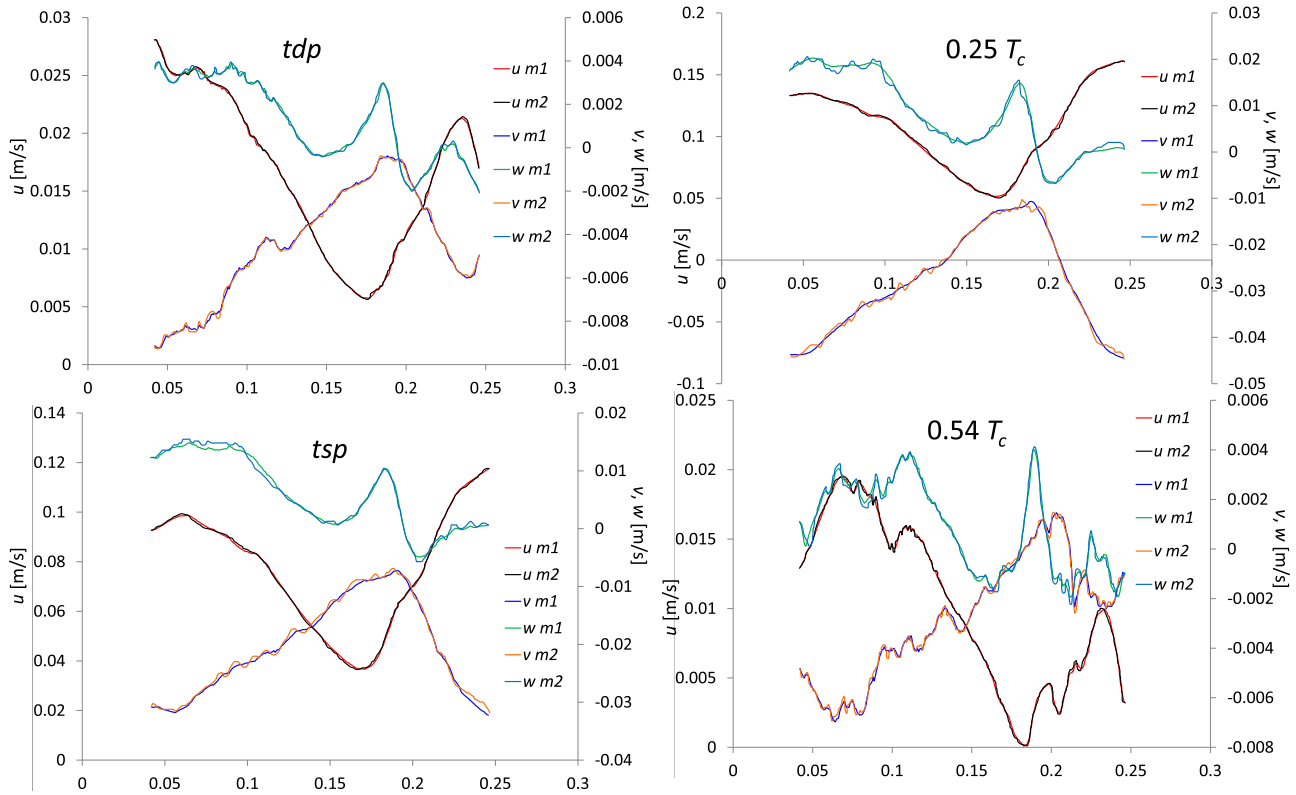 tdp
0.03
0.025
0.02
0.015
0.01
0.005
0
u [m/s]
0.006
0.004
0.002
0
-0.002
-0.004
-0.006
-0.008
-0.01
v, w [m/s]
0
0.05
0.1
0.15
0.2
0.25
0.3
u m1
u m2
v m1
w m1
v m2
w m2
0.25 Tc
0.2
0.15
0.1
0.05
0
-0.05
-0.1
u [m/s]
0.03
0.02
0.01
0
-0.01
-0.02
-0.03
-0.04
-0.05
v, w [m/s]
0
0.05
0.1
0.15
0.2
0.25
0.3
u m1
u m2
v m1
w m1
v m2
w m2
tsp
0.14
0.12
0.1
0.08
0.06
0.04
0.02
0
u [m/s]
0.02
0.01
0
-0.01
-0.02
-0.03
-0.04
v, w [m/s]
0
0.05
0.1
0.15
0.2
0.25
0.3
u m1
u m2
v m1
w m1
v m2
w m2
0.54 Tc
0.025
0.02
0.015
0.01
0.005
0
u [m/s]
0.006
0.004
0.002
0
-0.002
-0.004
-0.006
-0.008
v, w [m/s]
0
0.05
0.1
0.15
0.2
0.25
0.3
u m1
u m2
v m1
v m2
w m1
w m2